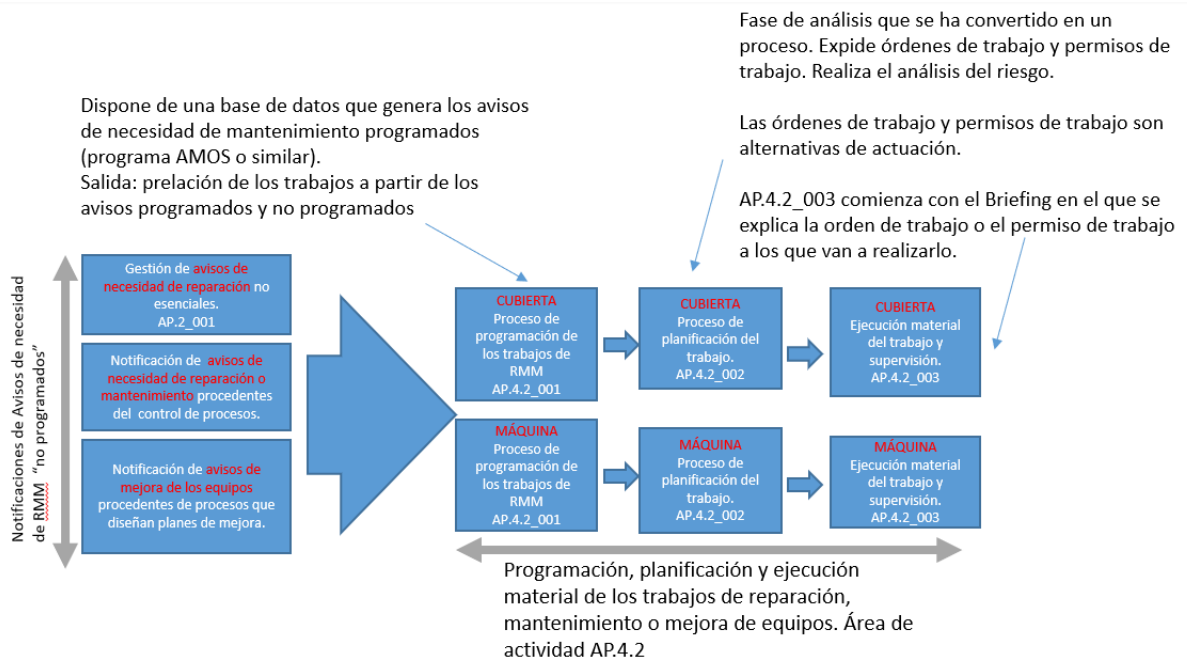 Fase de análisis que se ha convertido en un
proceso. Expide órdenes de trabajo y permisos de
trabajo. Realiza el análisis del riesgo.
Las órdenes de trabajo y permisos de trabajo son
alternativas de actuación.
AP.4.2_003 comienza con el Briefing en el que se
explica la orden de trabajo o el permiso de trabajo
a los que van a realizarlo.
Dispone de una base de datos que genera los avisos
de necesidad de mantenimiento programados
(programa AMOS o similar).
Salida: prelación de los trabajos a partir de los
avisos programados y no programados
Notificaciones de Avisos de necesidad
de RMM “no programados”
Gestión de avisos de
necesidad de reparación no
esenciales.
AP.2_001
Notificación de avisos de
necesidad de reparación o
mantenimiento procedentes
del control de procesos.
Notificación de avisos de
mejora de los equipos
procedentes de procesos que
diseñan planes de mejora.
CUBIERTA
Proceso de
programación de
los trabajos de
RMM
AP.4.2_001
CUBIERTA
Proceso de
planificación del
trabajo.
AP.4.2_002
CUBIERTA
Ejecución material
del trabajo y
supervisión.
AP.4.2_003
MÁQUINA
Proceso de
programación de
los trabajos de
RMM
AP.4.2_001
MÁQUINA
Proceso de
planificación del
trabajo.
AP.4.2_002
MÁQUINA
Ejecución material
del trabajo y
supervisión.
AP.4.2_003
Programación, planificación y ejecución
material de los trabajos de reparación,
mantenimiento o mejora de equipos. Área de
actividad AP.4.2